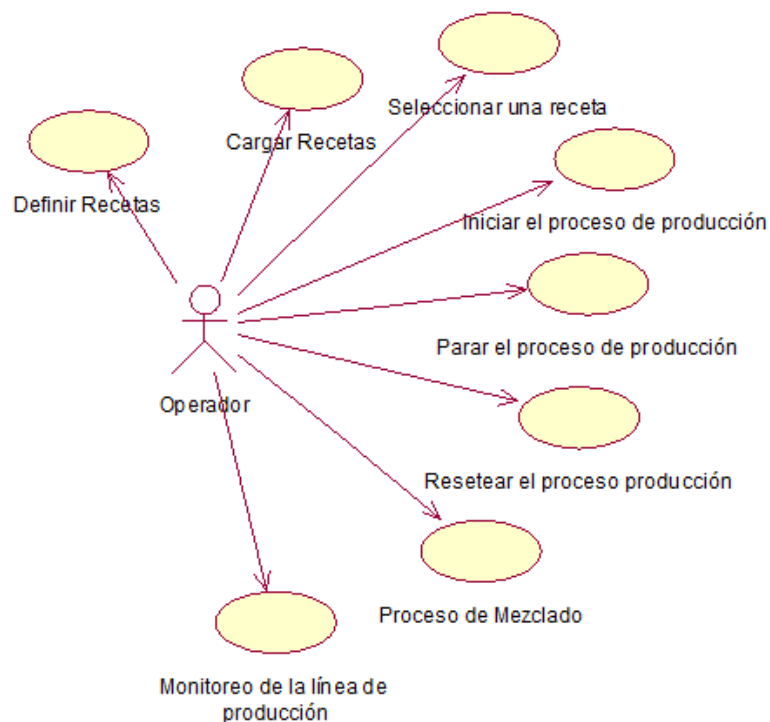 Seleccionar una receta
Cargar Recetas
Definir Recetas
Iniciar el proceso de producción
Parar el proceso de producción
Operador
Resetear el proceso producción
Proceso de Mezclado
Monitoreo de la línea de
producción